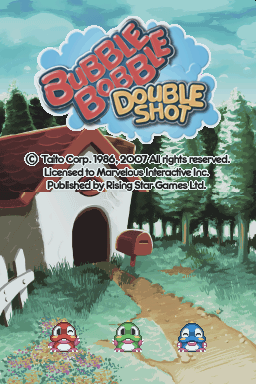 BUBBLE
BOBBLE
DOUBLE
SHOT
© Taito Corp. 1986, 2007 All rights reserved.
Licensed to Marvelous Interactive Inc.
Published by Rising Star Games Ltd.